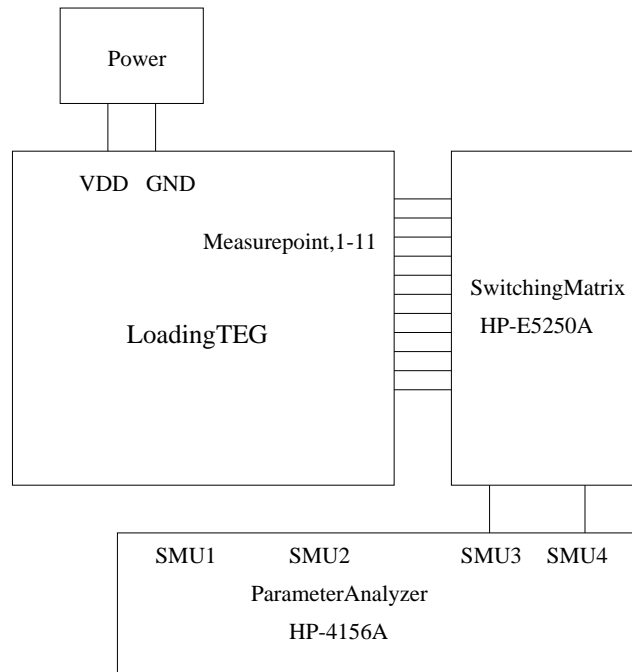 Power
VDD GND
Measurepoint,1-11
LoadingTEG
SwitchingMatrix
HP-E5250A
SMU1 SMU2 SMU3 SMU4
ParameterAnalyzer
HP-4156A